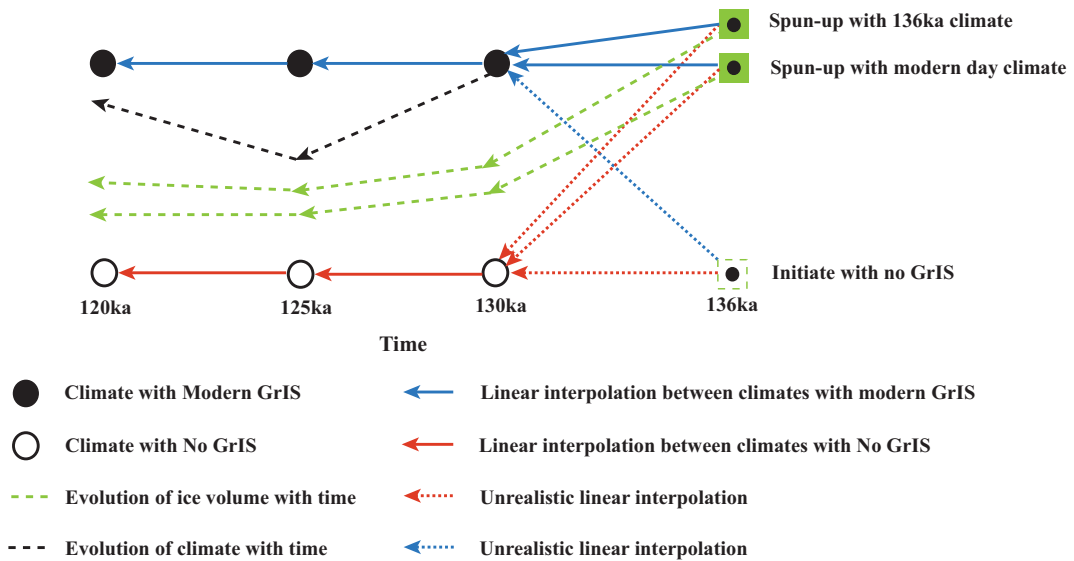 Spun-up with 136ka climate
Spun-up with modern day climate
Initiate with no GrIS
120ka
125ka
130ka
136ka
Time
Climate with Modern GrIS
Linear interpolation between climates with modern GrIS
Climate with No GrIS
Linear interpolation between climates with No GrIS
Evolution of ice volume with time
Unrealistic linear interpolation
Evolution of climate with time
Unrealistic linear interpolation